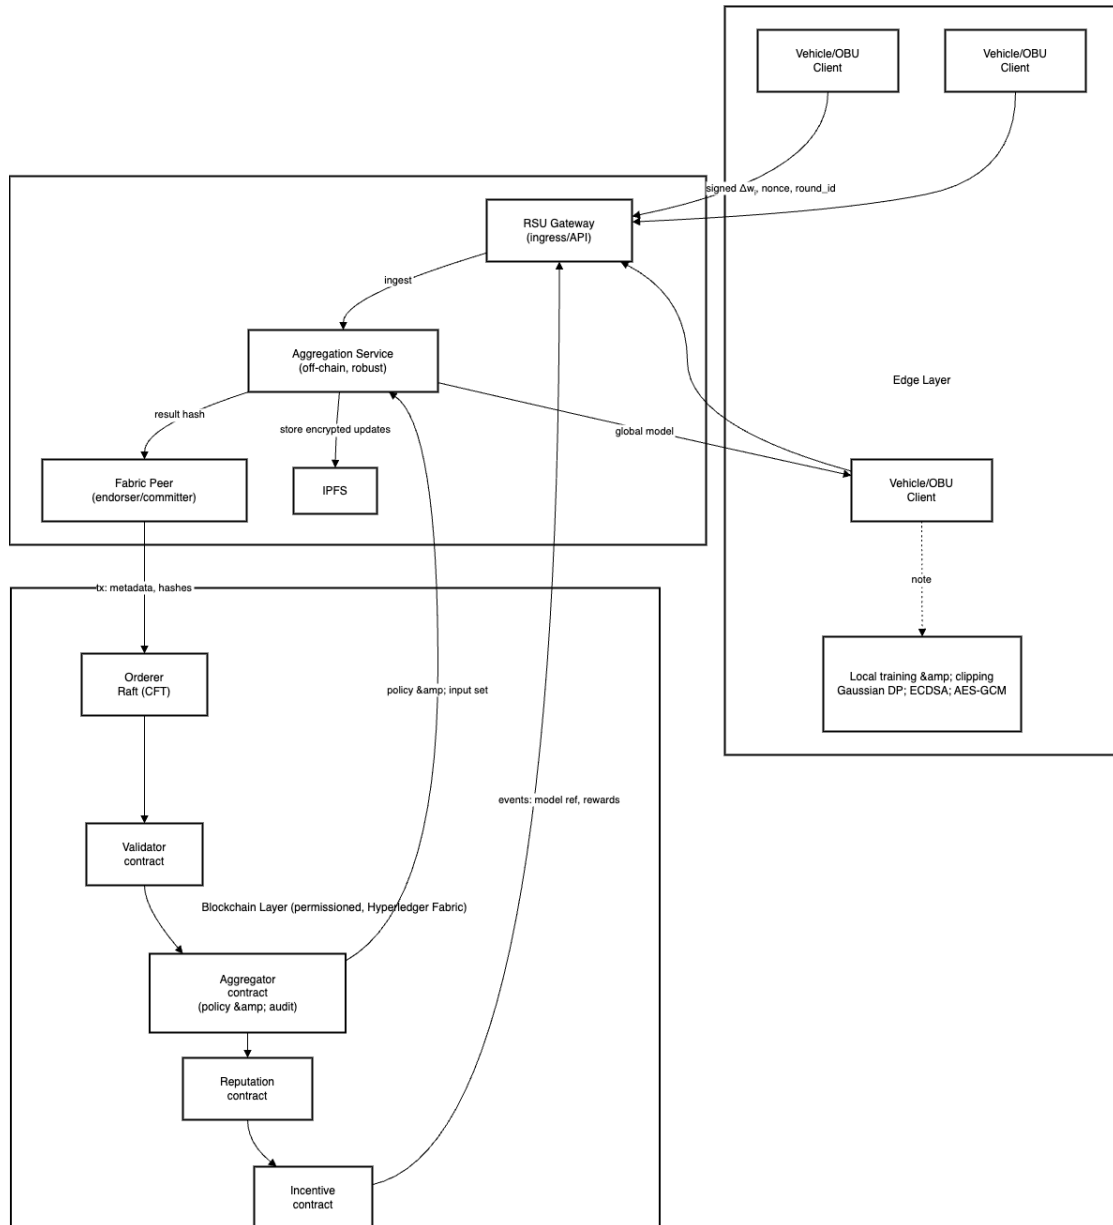 Vehicle/OBU
Client
Vehicle/OBU
Client
signed Δwᵢ, nonce, round_id
RSU Gateway
(ingress/API)
ingest
Aggregation Service
(off-chain, robust)
Edge Layer
result hash
store encrypted updates
global model
Fabric Peer
(endorser/committer)
IPFS
Vehicle/OBU
Client
note
tx: metadata, hashes
Orderer
Raft (CFT)
policy &amp; input set
Local training &amp; clipping
Gaussian DP; ECDSA; AES-GCM
events: model ref, rewards
Validator
contract
Blockchain Layer (permissioned, Hyperledger Fabric)
Aggregator
contract
(policy &amp; audit)
Reputation
contract
Incentive
contract